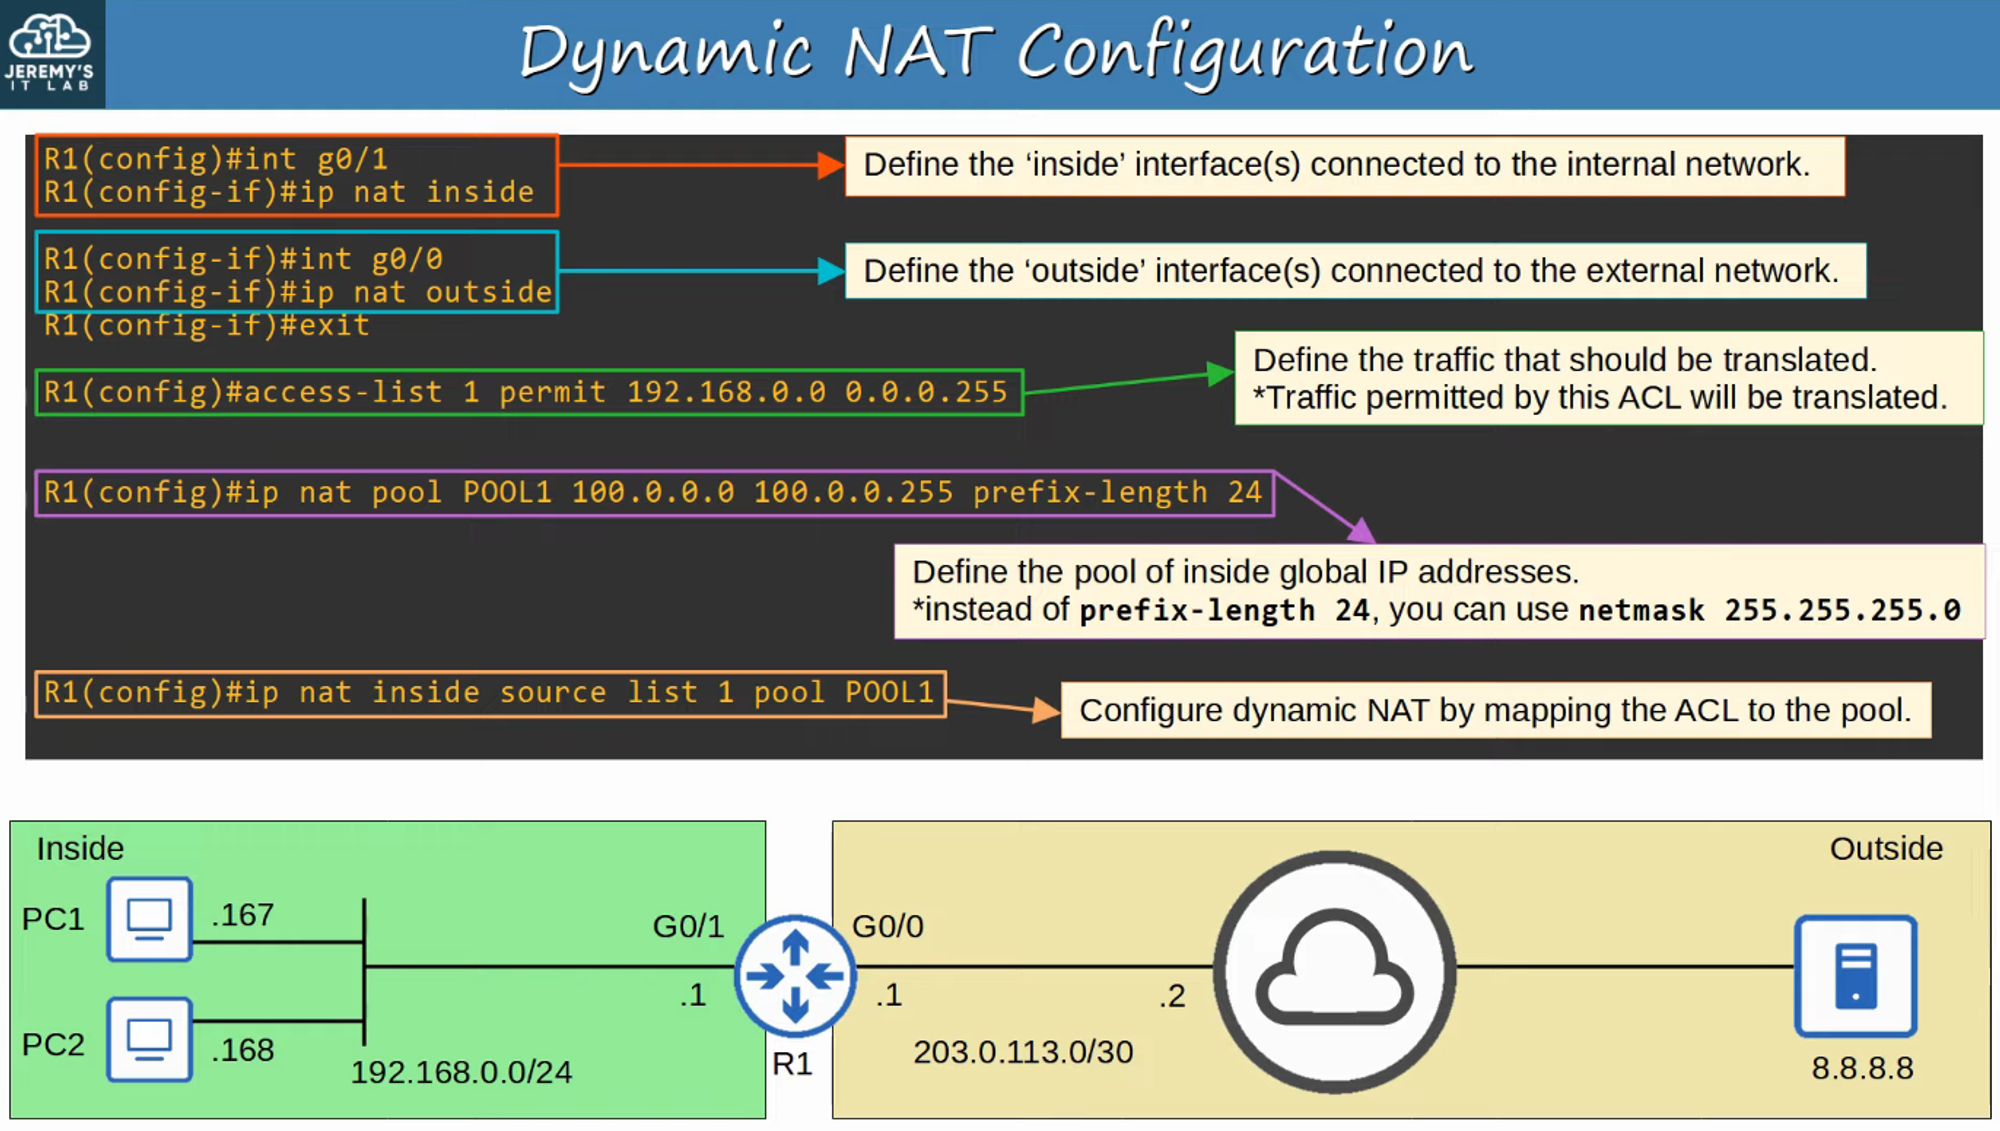 JEREMY'S
IT LAB
Dynamic NAT Configuration
R1(config)#int g0/1
R1(config-if)#ip nat inside
Define the ‘inside’ interface(s) connected to the internal network.
R1(config-if)#int g0/0
R1(config-if)#ip nat outside
R1(config-if)#exit
Define the ‘outside’ interface(s) connected to the external network.
R1(config)#access-list 1 permit 192.168.0.0 0.0.0.255
Define the traffic that should be translated.
*Traffic permitted by this ACL will be translated.
R1(config)#ip nat pool POOL1 100.0.0.0 100.0.0.255 prefix-length 24
Define the pool of inside global IP addresses.
*instead of prefix-length 24, you can use netmask 255.255.255.0
R1(config)#ip nat inside source list 1 pool POOL1
Configure dynamic NAT by mapping the ACL to the pool.
Inside
PC1
.167
PC2
.168
192.168.0.0/24
G0/1
.1
R1
G0/0
.1
.2
203.0.113.0/30
Outside
8.8.8.8